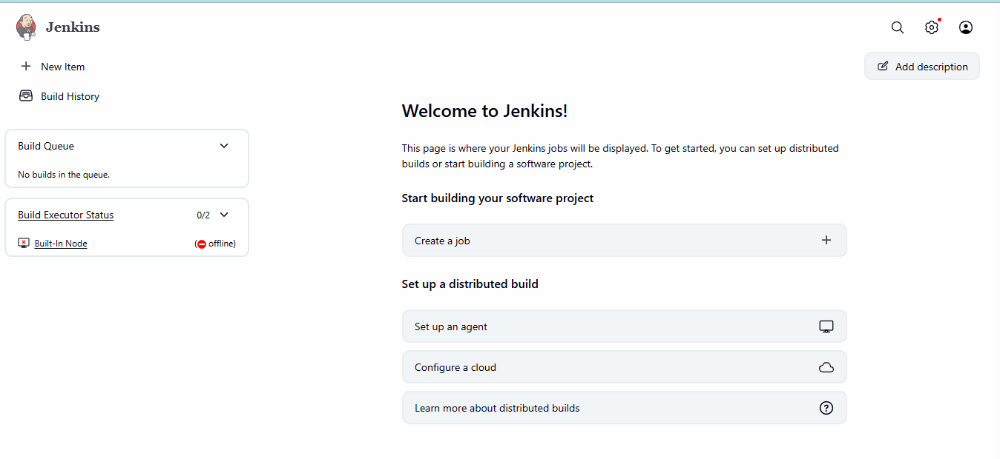 Jenkins
New Item
Add description
Build History
Build Queue
No builds in the queue.
Build Executor Status 0/2
Built-In Node (offline)
Welcome to Jenkins!
This page is where your Jenkins jobs will be displayed. To get started, you can set up distributed
builds or start building a software project.
Start building your software project
Create a job
Set up a distributed build
Set up an agent
Configure a cloud
Learn more about distributed builds